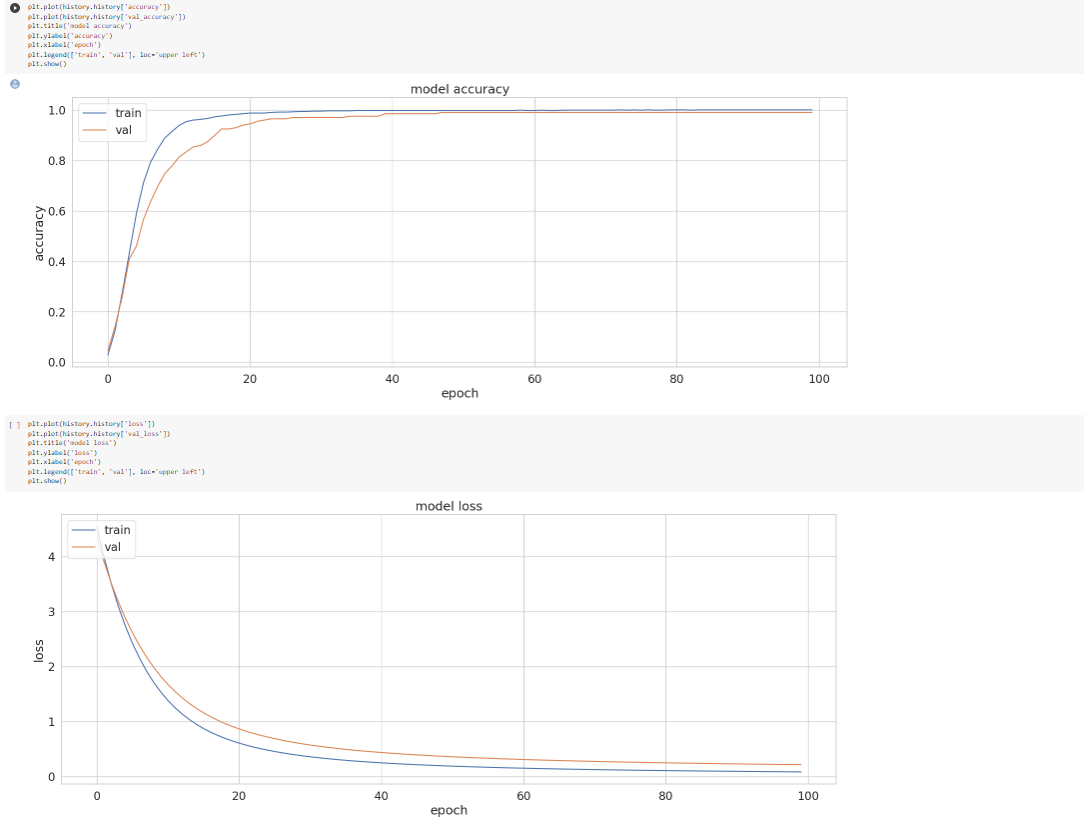 plt.plot(history.history['accuracy'])
plt.plot(history.history['val_accuracy'])
plt.title('model accuracy')
plt.ylabel('accuracy')
plt.xlabel('epoch')
plt.legend(['train', 'val'], loc='upper left')
plt.show()
model accuracy
train
val
1.0
0.8
0.6
0.4
0.2
0.0
accuracy
0 20 40 60 80 100
epoch
[ ]
plt.plot(history.history['loss'])
plt.plot(history.history['val_loss'])
plt.title('model loss')
plt.ylabel('loss')
plt.xlabel('epoch')
plt.legend(['train', 'val'], loc='upper left')
plt.show()
model loss
train
val
4
3
2
1
0
loss
0 20 40 60 80 100
epoch